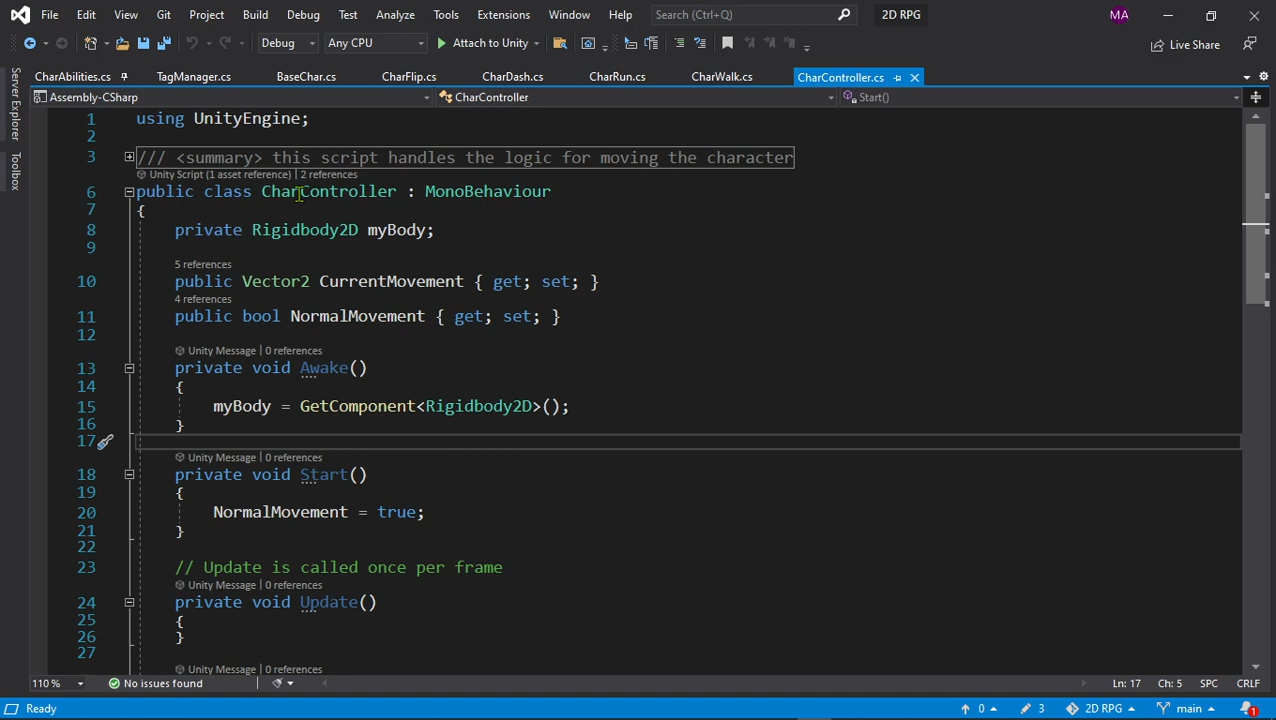 File Edit View Git Project Build Debug Test Analyze Tools Extensions Window Help Search (Ctrl+Q) 2D RPG MA
Debug Any CPU Attach to Unity Live Share
CharAbilities.cs TagManager.cs BaseChar.cs CharFlip.cs CharDash.cs CharRun.cs CharWalk.cs CharController.cs
Server Explorer
Toolbox
Assembly-CSharp CharController Start()
1 using UnityEngine;
2
3 /// <summary> this script handles the logic for moving the character
Unity Script (1 asset reference) | 2 references
6 public class CharController : MonoBehaviour
7 {
8 private Rigidbody2D myBody;
9
5 references
10 public Vector2 CurrentMovement { get; set; }
4 references
11 public bool NormalMovement { get; set; }
12
Unity Message | 0 references
13 private void Awake()
14 {
15 myBody = GetComponent<Rigidbody2D>();
16 }
17
Unity Message | 0 references
18 private void Start()
19 {
20 NormalMovement = true;
21 }
22
23 // Update is called once per frame
Unity Message | 0 references
24 private void Update()
25 {
26 }
27
Unity Message | 0 references
110 % No issues found Ln: 17 Ch: 5 SPC CRLF
Ready 0 3 2D RPG main 1